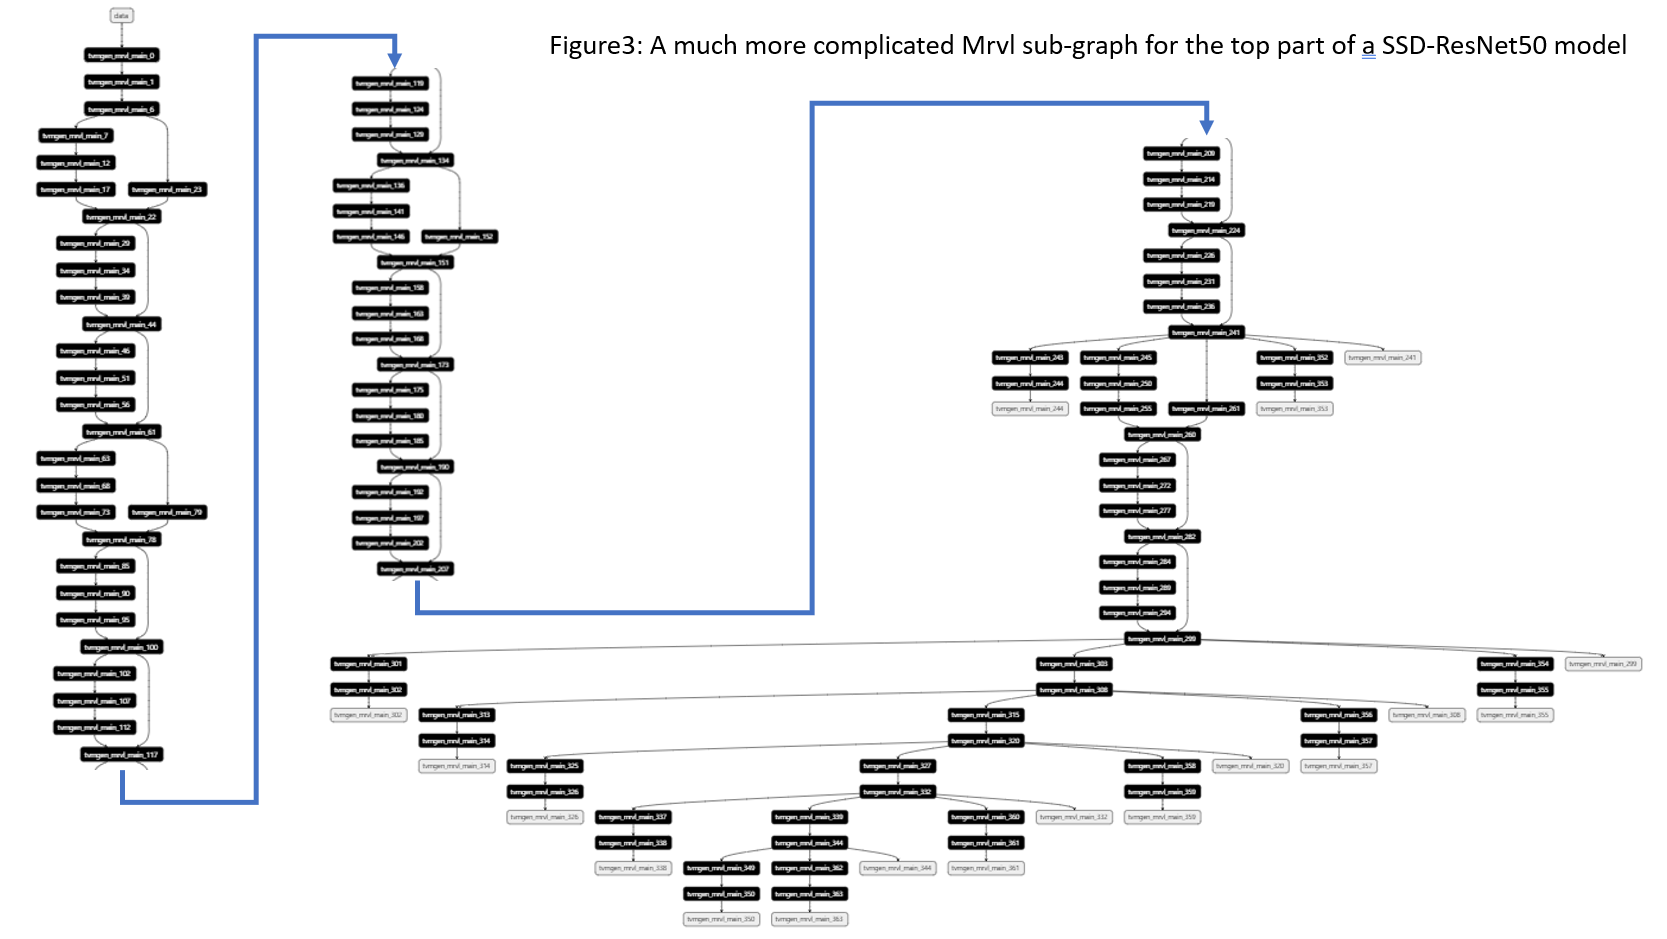 Figure3: A much more complicated Mrvl sub-graph for the top part of a SSD-ResNet50 model
data
tvmgen_mrvl_main_0
tvmgen_mrvl_main_1
tvmgen_mrvl_main_6
tvmgen_mrvl_main_7
tvmgen_mrvl_main_12
tvmgen_mrvl_main_17
tvmgen_mrvl_main_23
tvmgen_mrvl_main_22
tvmgen_mrvl_main_29
tvmgen_mrvl_main_34
tvmgen_mrvl_main_39
tvmgen_mrvl_main_44
tvmgen_mrvl_main_46
tvmgen_mrvl_main_51
tvmgen_mrvl_main_56
tvmgen_mrvl_main_61
tvmgen_mrvl_main_63
tvmgen_mrvl_main_68
tvmgen_mrvl_main_73
tvmgen_mrvl_main_79
tvmgen_mrvl_main_78
tvmgen_mrvl_main_85
tvmgen_mrvl_main_90
tvmgen_mrvl_main_95
tvmgen_mrvl_main_100
tvmgen_mrvl_main_102
tvmgen_mrvl_main_107
tvmgen_mrvl_main_112
tvmgen_mrvl_main_117
tvmgen_mrvl_main_119
tvmgen_mrvl_main_124
tvmgen_mrvl_main_129
tvmgen_mrvl_main_134
tvmgen_mrvl_main_136
tvmgen_mrvl_main_141
tvmgen_mrvl_main_146
tvmgen_mrvl_main_152
tvmgen_mrvl_main_151
tvmgen_mrvl_main_158
tvmgen_mrvl_main_163
tvmgen_mrvl_main_168
tvmgen_mrvl_main_173
tvmgen_mrvl_main_175
tvmgen_mrvl_main_180
tvmgen_mrvl_main_185
tvmgen_mrvl_main_190
tvmgen_mrvl_main_192
tvmgen_mrvl_main_197
tvmgen_mrvl_main_202
tvmgen_mrvl_main_207
tvmgen_mrvl_main_209
tvmgen_mrvl_main_214
tvmgen_mrvl_main_219
tvmgen_mrvl_main_224
tvmgen_mrvl_main_226
tvmgen_mrvl_main_231
tvmgen_mrvl_main_236
tvmgen_mrvl_main_241
tvmgen_mrvl_main_243
tvmgen_mrvl_main_245
tvmgen_mrvl_main_352
tvmgen_mrvl_main_241
tvmgen_mrvl_main_244
tvmgen_mrvl_main_250
tvmgen_mrvl_main_353
tvmgen_mrvl_main_244
tvmgen_mrvl_main_255
tvmgen_mrvl_main_261
tvmgen_mrvl_main_353
tvmgen_mrvl_main_260
tvmgen_mrvl_main_267
tvmgen_mrvl_main_272
tvmgen_mrvl_main_277
tvmgen_mrvl_main_282
tvmgen_mrvl_main_284
tvmgen_mrvl_main_289
tvmgen_mrvl_main_294
tvmgen_mrvl_main_299
tvmgen_mrvl_main_301
tvmgen_mrvl_main_303
tvmgen_mrvl_main_354
tvmgen_mrvl_main_299
tvmgen_mrvl_main_302
tvmgen_mrvl_main_308
tvmgen_mrvl_main_355
tvmgen_mrvl_main_302
tvmgen_mrvl_main_313
tvmgen_mrvl_main_315
tvmgen_mrvl_main_356
tvmgen_mrvl_main_308
tvmgen_mrvl_main_355
tvmgen_mrvl_main_314
tvmgen_mrvl_main_320
tvmgen_mrvl_main_357
tvmgen_mrvl_main_314
tvmgen_mrvl_main_325
tvmgen_mrvl_main_327
tvmgen_mrvl_main_358
tvmgen_mrvl_main_320
tvmgen_mrvl_main_357
tvmgen_mrvl_main_326
tvmgen_mrvl_main_332
tvmgen_mrvl_main_359
tvmgen_mrvl_main_326
tvmgen_mrvl_main_337
tvmgen_mrvl_main_339
tvmgen_mrvl_main_360
tvmgen_mrvl_main_332
tvmgen_mrvl_main_359
tvmgen_mrvl_main_338
tvmgen_mrvl_main_344
tvmgen_mrvl_main_361
tvmgen_mrvl_main_338
tvmgen_mrvl_main_349
tvmgen_mrvl_main_362
tvmgen_mrvl_main_344
tvmgen_mrvl_main_361
tvmgen_mrvl_main_350
tvmgen_mrvl_main_363
tvmgen_mrvl_main_350
tvmgen_mrvl_main_363